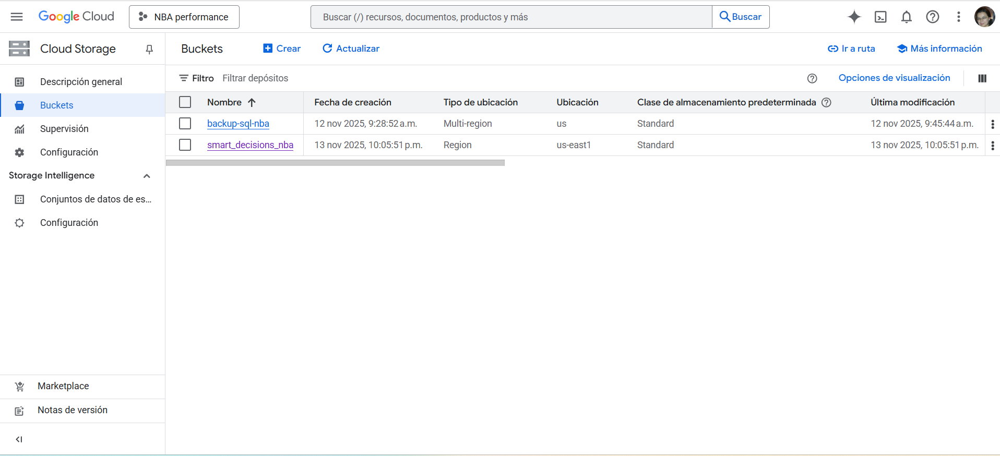 Google Cloud
NBA performance
Buscar (/) recursos, documentos, productos y más
Buscar
Cloud Storage
Buckets
Crear
Actualizar
Ir a ruta
Más información
Descripción general
Buckets
Supervisión
Configuración
Storage Intelligence
Conjuntos de datos de es...
Configuración
Marketplace
Notas de versión
Filtro
Filtrar depósitos
Opciones de visualización
Nombre Fecha de creación Tipo de ubicación Ubicación Clase de almacenamiento predeterminada Última modificación
backup-sql-nba 12 nov 2025, 9:28:52 a.m. Multi-region us Standard 12 nov 2025, 9:45:44 a.m.
smart_decisions_nba 13 nov 2025, 10:05:51 p.m. Region us-east1 Standard 13 nov 2025, 10:05:51 p.m.